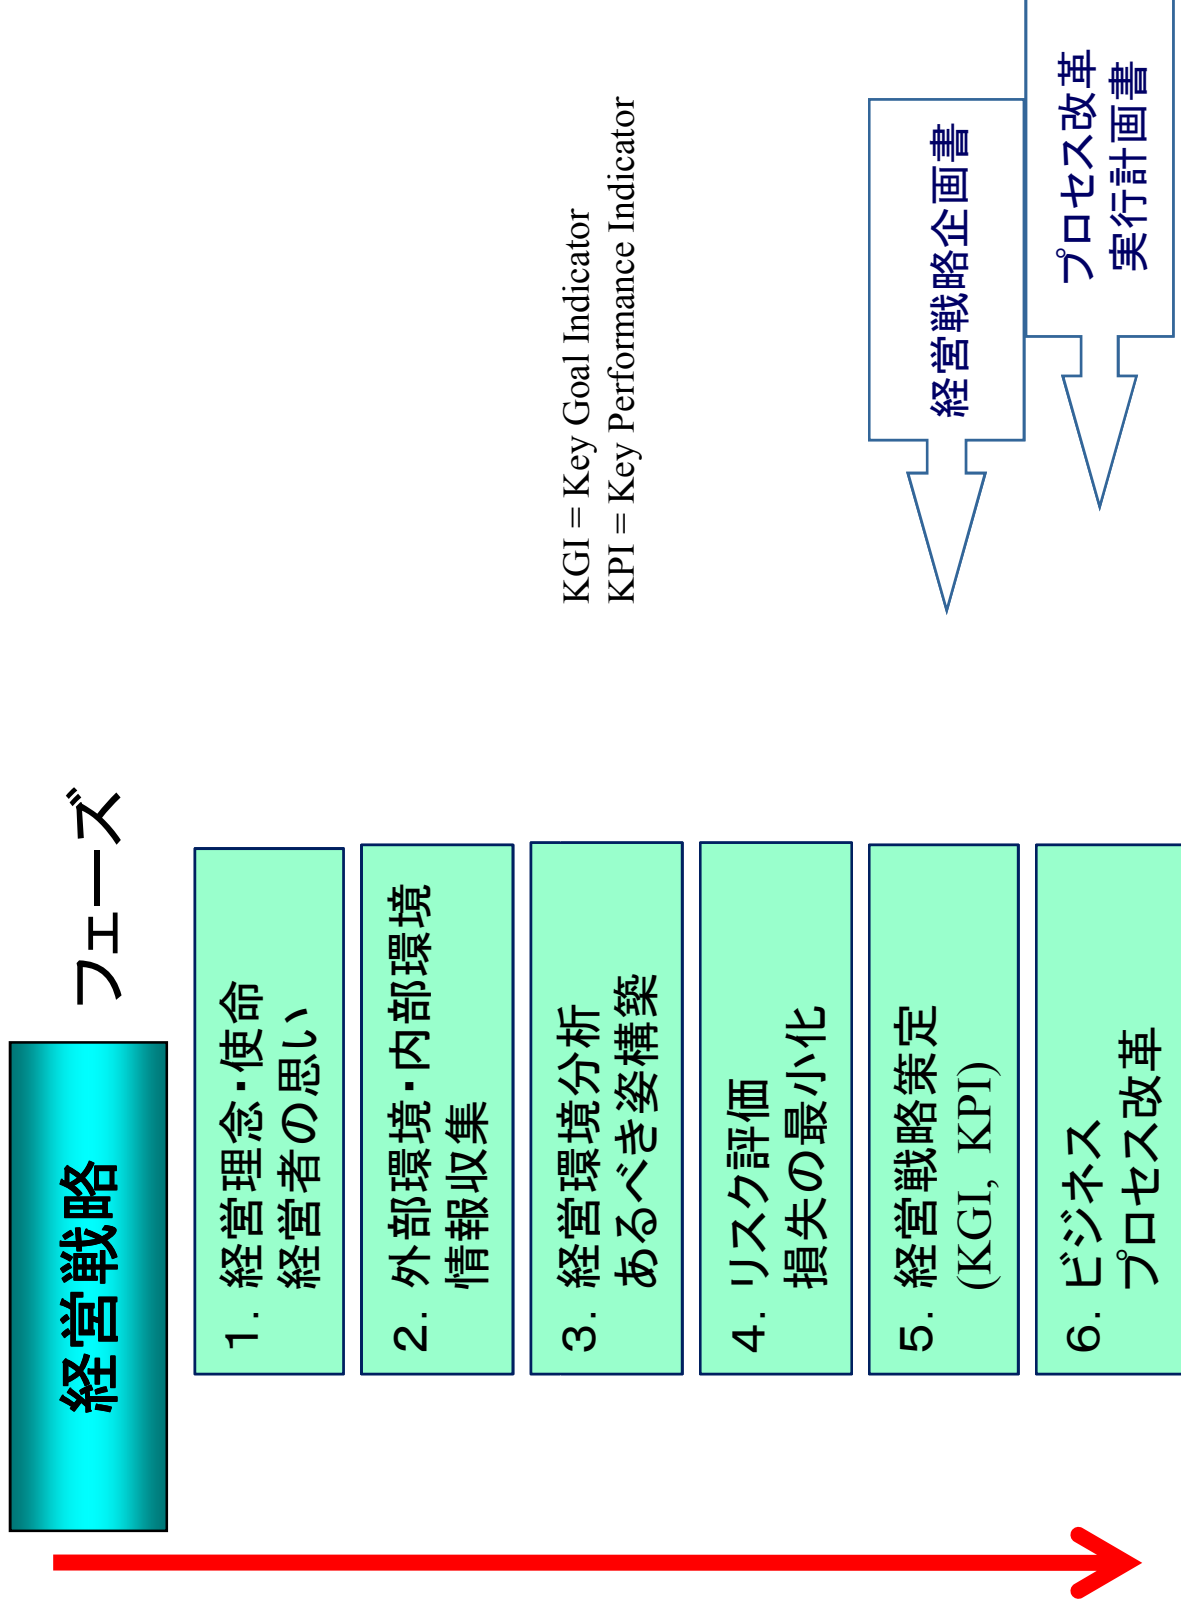 経営戦略 フェーズ
１．経営理念・使命
経営者の思い
２．外部環境・内部環境
情報収集
３．経営環境分析
あるべき姿構築
４．リスク評価
損失の最小化
５．経営戦略策定
(KGI, KPI)
６．ビジネス
プロセス改革
KGI = Key Goal Indicator
KPI = Key Performance Indicator
経営戦略企画書
プロセス改革
実行計画書